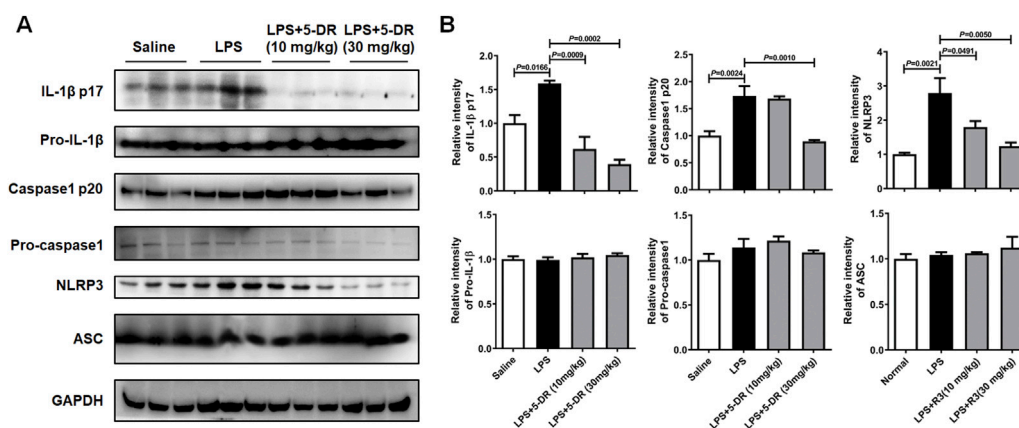 A
Saline
LPS
LPS+5-DR
(10 mg/kg)
LPS+5-DR
(30 mg/kg)
IL-1β p17
Pro-IL-1β
Caspase1 p20
Pro-caspase1
NLRP3
ASC
GAPDH
B
Relative intensity
of IL-1β p17
2.0
1.5
1.0
0.5
0.0
P=0.0166
P=0.0009
P=0.0002
Relative intensity
of Caspase1 p20
2.5
2.0
1.5
1.0
0.5
0.0
P=0.0024
P=0.0010
Relative intensity
of NLRP3
4
3
2
1
0
P=0.0021
P=0.0491
P=0.0050
Relative intensity
of Pro-IL-1β
1.5
1.0
0.5
0.0
Saline
LPS
LPS+5-DR (10mg/kg)
LPS+5-DR (30mg/kg)
Relative intensity
of Pro-caspase1
1.5
1.0
0.5
0.0
Saline
LPS
LPS+5-DR (10mg/kg)
LPS+5-DR (30mg/kg)
Relative intensity
of ASC
1.5
1.0
0.5
0.0
Normal
LPS
LPS+R3(10 mg/kg)
LPS+R3(30 mg/kg)